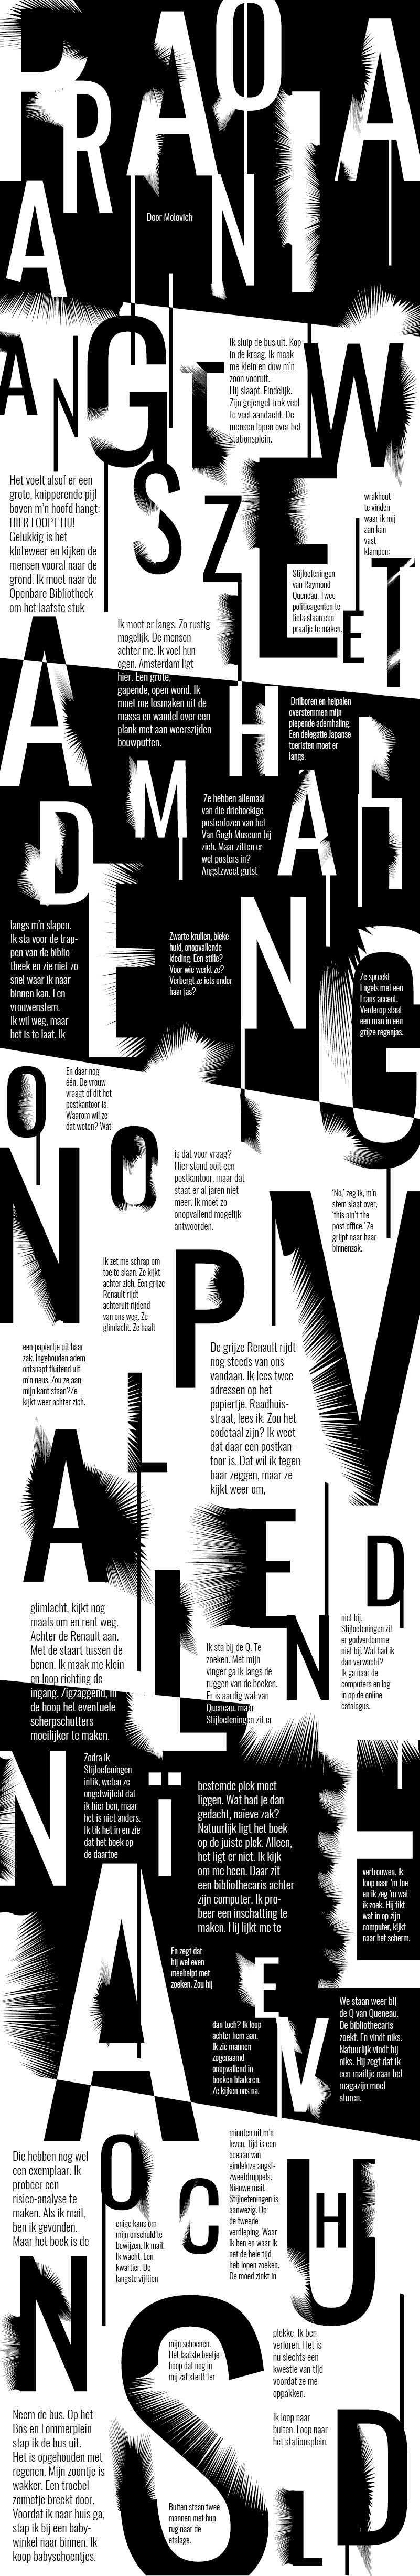 PARANOIA
Door Molovich
ANGSTZWEET
Ik sluip de bus uit. Kop
in de kraag. Ik maak
me klein en duw m'n
zoon vooruit.
Hij slaapt. Eindelijk.
Zijn gejengel trok veel
te veel aandacht. De
mensen lopen over het
stationsplein.
Het voelt alsof er een
grote, knipperende pijl
boven m'n hoofd hangt:
HIER LOOPT HIJ!
Gelukkig is het
kloteweer en kijken de
mensen vooral naar de
grond. Ik moet naar de
Openbare Bibliotheek
om het laatste stuk
wrakhout
te vinden
waar ik mij
aan kan
vast
klampen:
Stijloefeningen
van Raymond
Queneau. Twee
politieagenten te
fiets staan een
praatje te maken.
Ik moet er langs. Zo rustig
mogelijk. De mensen
achter me. Ik voel hun
ogen. Amsterdam ligt
hier. Een grote,
gapende, open wond. Ik
moet me losmaken uit de
massa en wandel over een
plank met aan weerszijden
bouwputten.
ADEMHALING
Drilboren en heipalen
overstemmen mijn
piepende ademhaling.
Een delegatie Japanse
toeristen moet er
langs.
Ze hebben allemaal
van die driehoekige
posterdozen van het
Van Gogh Museum bij
zich. Maar zitten er
wel posters in?
Angstzweet gutst
langs m'n slapen.
Ik sta voor de trap-
pen van de biblio-
theek en zie niet zo
snel waar ik naar
binnen kan. Een
vrouwenstem.
Ik wil weg, maar
het is te laat. Ik
Zwarte krullen, bleke
huid, onopvallende
kleding. Een stille?
Voor wie werkt ze?
Verbergt ze iets onder
haar jas?
Ze spreekt
Engels met een
Frans accent.
Verderop staat
een man in een
grijze regenjas.
ONOPVALLEND
En daar nog
één. De vrouw
vraagt of dit het
postkantoor is.
Waarom wil ze
dat weten? Wat
is dat voor vraag?
Hier stond ooit een
postkantoor, maar dat
staat er al jaren niet
meer. Ik moet zo
onopvallend mogelijk
antwoorden.
'No,' zeg ik, m'n
stem slaat over,
'this ain't the
post office.' Ze
grijpt naar haar
binnenzak.
Ik zet me schrap om
toe te slaan. Ze kijkt
achter zich. Een grijze
Renault rijdt
achteruit rijdend
van ons weg. Ze
glimlacht. Ze haalt
een papiertje uit haar
zak. Ingehouden adem
ontsnapt fluitend uit
m'n neus. Zou ze aan
mijn kant staan?Ze
kijkt weer achter zich.
De grijze Renault rijdt
nog steeds van ons
vandaan. Ik lees twee
adressen op het
papiertje. Raadhuis-
straat, lees ik. Zou het
codetaal zijn? Ik weet
dat daar een postkan-
toor is. Dat wil ik tegen
haar zeggen, maar ze
kijkt weer om,
glimlacht, kijkt nog-
maals om en rent weg.
Achter de Renault aan.
Met de staart tussen de
benen. Ik maak me klein
en loop richting de
ingang. Zigzaggend, in
de hoop het eventuele
scherpschutters
moeilijker te maken.
Ik sta bij de Q. Te
zoeken. Met mijn
vinger ga ik langs de
ruggen van de boeken.
Er is aardig wat van
Queneau, maar
Stijloefeningen zit er
niet bij.
Stijloefeningen zit
er godverdomme
niet bij. Wat had ik
dan verwacht?
Ik ga naar de
computers en log
in op de online
catalogus.
NAÏEVE
Zodra ik
Stijloefeningen
intik, weten ze
ongetwijfeld dat
ik hier ben, maar
het is niet anders.
Ik tik het in en zie
dat het boek op
de daartoe
bestemde plek moet
liggen. Wat had je dan
gedacht, naïeve zak?
Natuurlijk ligt het boek
op de juiste plek. Alleen,
het ligt er niet. Ik kijk
om me heen. Daar zit
een bibliothecaris achter
zijn computer. Ik pro-
beer een inschatting te
maken. Hij lijkt me te
vertrouwen. Ik
loop naar 'm toe
en ik zeg 'm wat
ik zoek. Hij tikt
wat in op zijn
computer, kijkt
naar het scherm.
En zegt dat
hij wel even
meehelpt met
zoeken. Zou hij
dan toch? Ik loop
achter hem aan.
Ik zie mannen
zogenaamd
onopvallend in
boeken bladeren.
Ze kijken ons na.
We staan weer bij
de Q van Queneau.
De bibliothecaris
zoekt. En vindt niks.
Natuurlijk vindt hij
niks. Hij zegt dat ik
een mailtje naar het
magazijn moet
sturen.
ONSCHULD
Die hebben nog wel
een exemplaar. Ik
probeer een
risico-analyse te
maken. Als ik mail,
ben ik gevonden.
Maar het boek is de
enige kans om
mijn onschuld te
bewijzen. Ik mail.
Ik wacht. Een
kwartier. De
langste vijftien
minuten uit m'n
leven. Tijd is een
oceaan van
eindeloze angst-
zweetdruppels.
Nieuwe mail.
Stijloefeningen is
aanwezig. Op
de tweede
verdieping. Waar
ik ben en waar ik
net de hele tijd
heb lopen zoeken.
De moed zinkt in
mijn schoenen.
Het laatste beetje
hoop dat nog in
mij zat sterft ter
plekke. Ik ben
verloren. Het is
nu slechts een
kwestie van tijd
voordat ze me
oppakken.
Ik loop naar
buiten. Loop naar
het stationsplein.
Neem de bus. Op het
Bos en Lommerplein
stap ik de bus uit.
Het is opgehouden met
regenen. Mijn zoontje is
wakker. Een troebel
zonnetje breekt door.
Voordat ik naar huis ga,
stap ik bij een baby-
winkel naar binnen. Ik
koop babyschoentjes.
Buiten staan twee
mannen met hun
rug naar de
etalage.